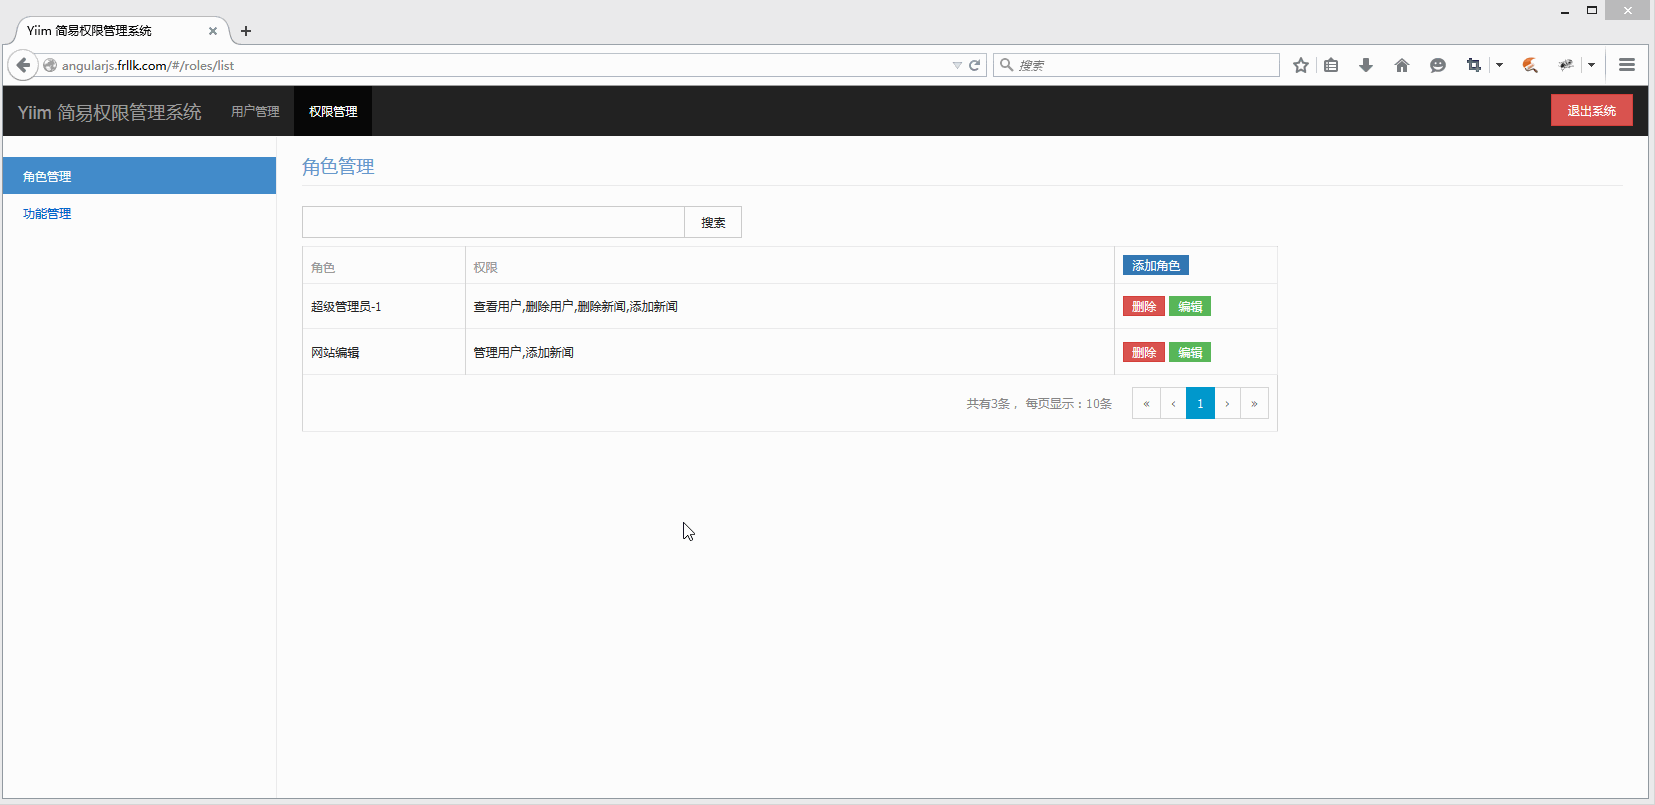 Yiim 简易权限管理系统
angularjs.frllk.com/#/roles/list
搜索
Yiim 简易权限管理系统 用户管理 权限管理 退出系统
角色管理
功能管理
角色管理
搜索
角色 权限 添加角色
超级管理员-1 查看用户,删除用户,删除新闻,添加新闻 删除 编辑
网站编辑 管理用户,添加新闻 删除 编辑
共有3条， 每页显示：10条 « ‹ 1 › »